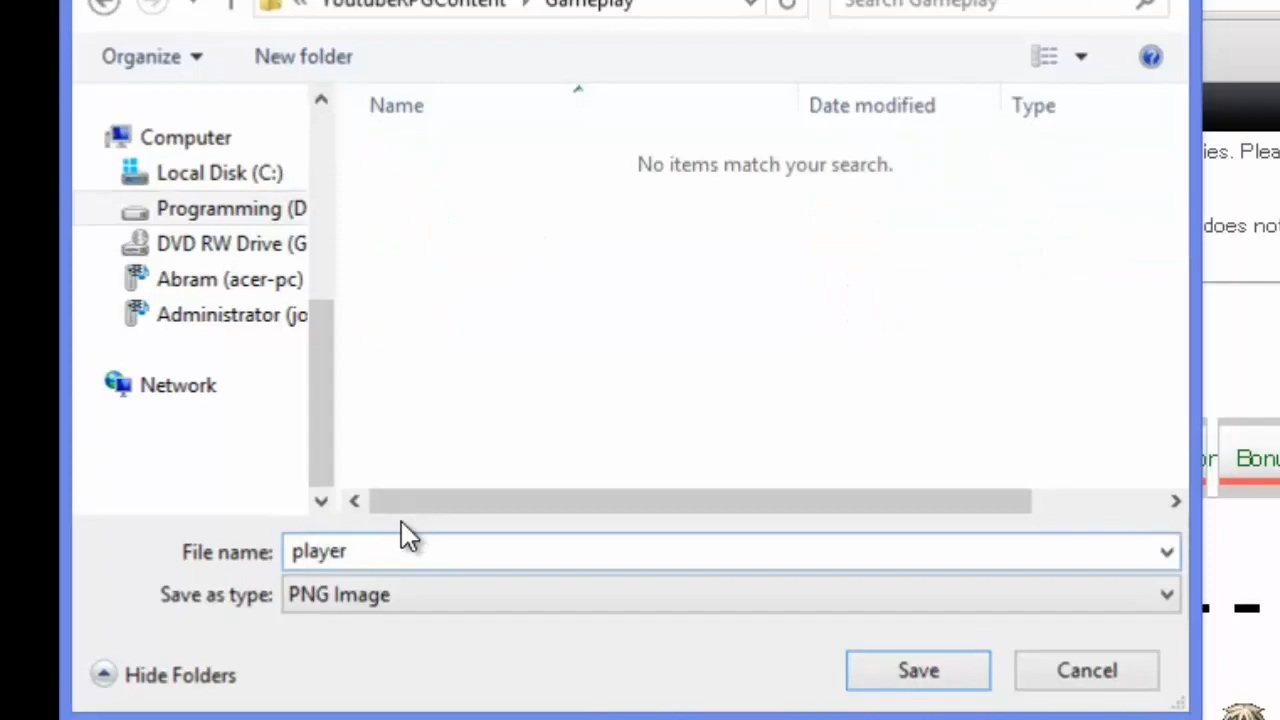 « YoutubeRPGContent Gameplay Search Gameplay
Organize New folder
Name Date modified Type
Computer
No items match your search.
Local Disk (C:)
Programming (D
DVD RW Drive (G
Abram (acer-pc)
Administrator (jo
Network
File name: player
Save as type: PNG Image
Hide Folders Save Cancel
ies. Plea
does not
Bonu